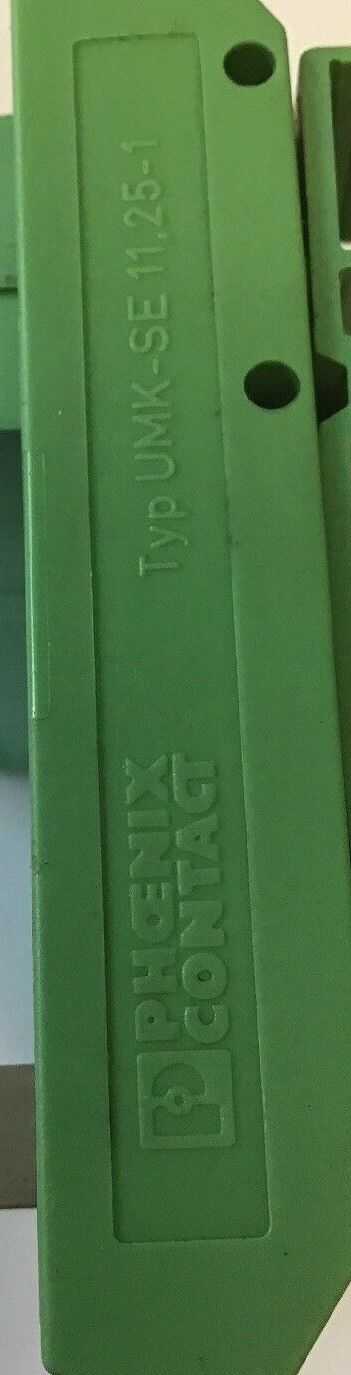 PHOENIX
CONTACT
Typ UMK-SE 11,25-1